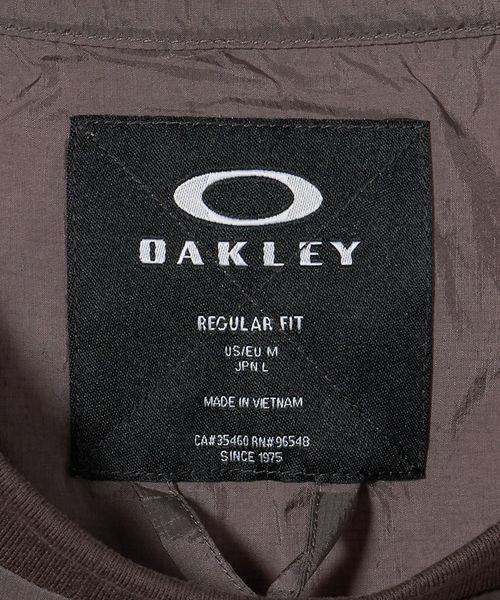 OAKLEY
REGULAR FIT
US/EU M
JPN L
MADE IN VIETNAM
CA#35460 RN#96548
SINCE 1975